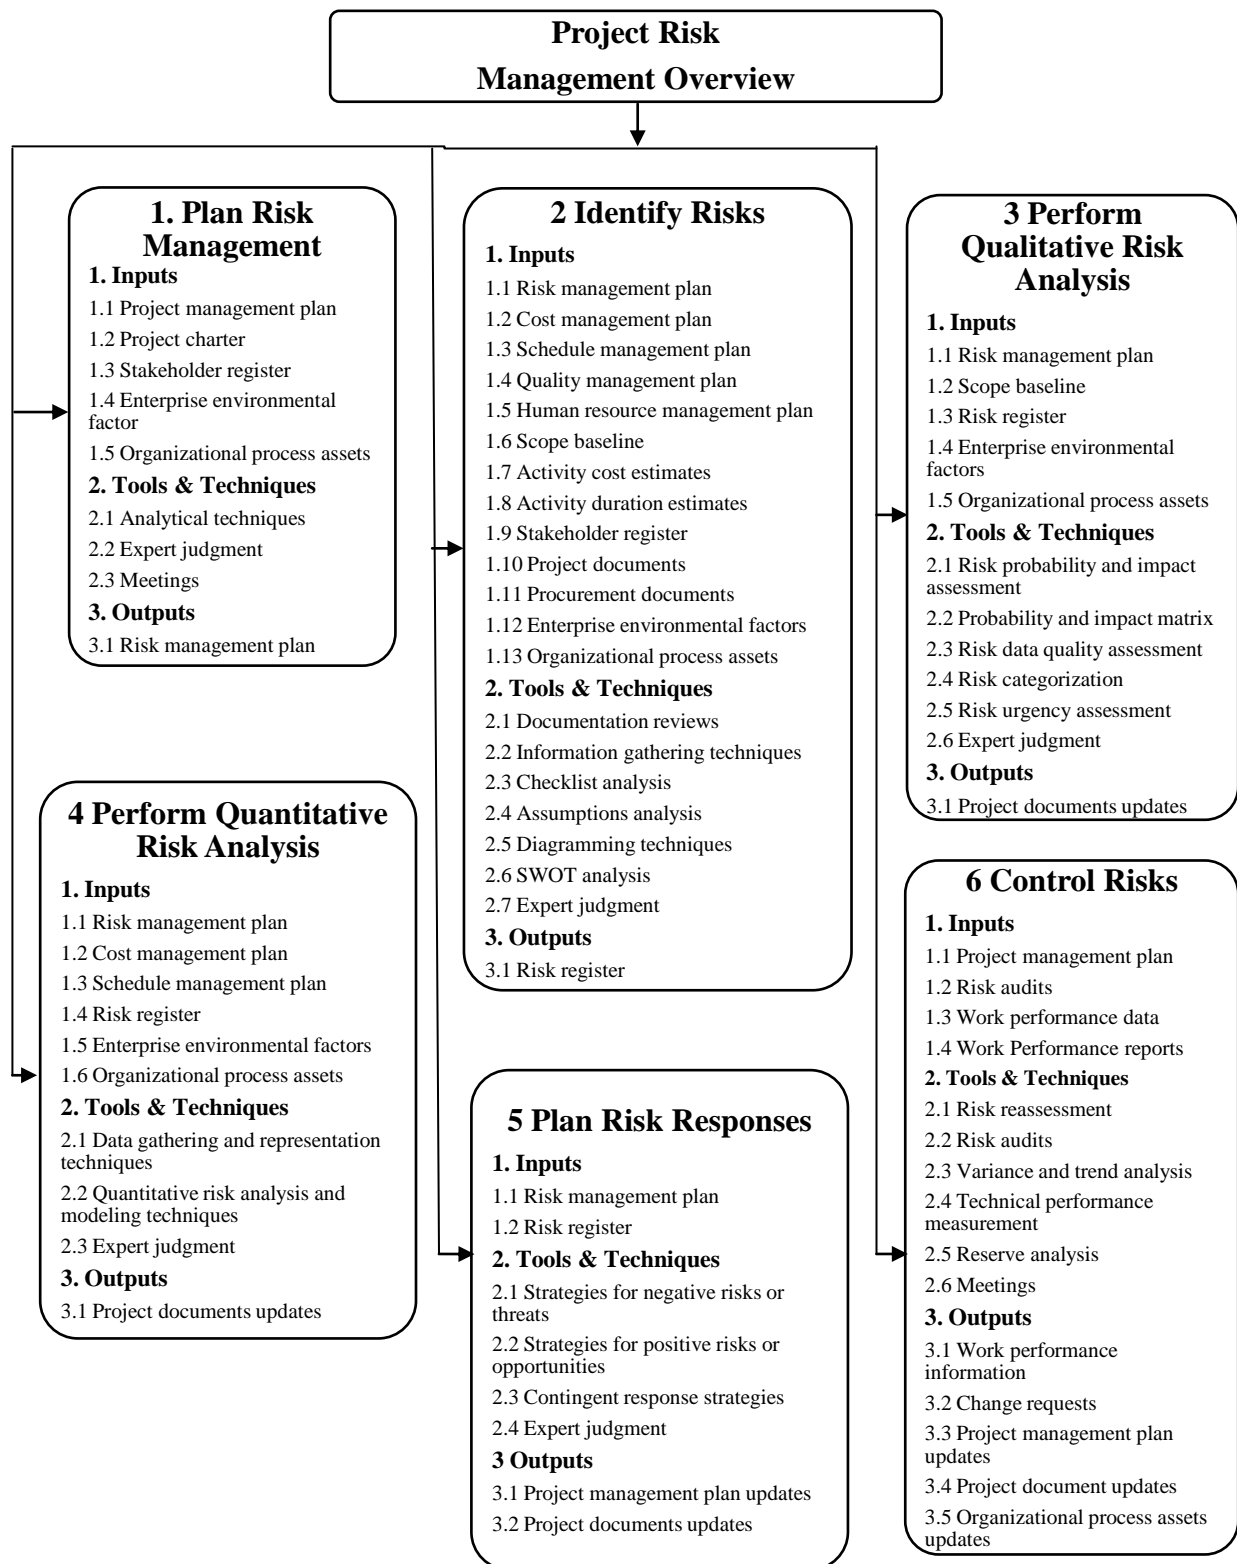 Project Risk
Management Overview
1. Plan Risk
Management
1. Inputs
1.1 Project management plan
1.2 Project charter
1.3 Stakeholder register
1.4 Enterprise environmental
factor
1.5 Organizational process assets
2. Tools & Techniques
2.1 Analytical techniques
2.2 Expert judgment
2.3 Meetings
3. Outputs
3.1 Risk management plan
2 Identify Risks
1. Inputs
1.1 Risk management plan
1.2 Cost management plan
1.3 Schedule management plan
1.4 Quality management plan
1.5 Human resource management plan
1.6 Scope baseline
1.7 Activity cost estimates
1.8 Activity duration estimates
1.9 Stakeholder register
1.10 Project documents
1.11 Procurement documents
1.12 Enterprise environmental factors
1.13 Organizational process assets
2. Tools & Techniques
2.1 Documentation reviews
2.2 Information gathering techniques
2.3 Checklist analysis
2.4 Assumptions analysis
2.5 Diagramming techniques
2.6 SWOT analysis
2.7 Expert judgment
3. Outputs
3.1 Risk register
3 Perform
Qualitative Risk
Analysis
1. Inputs
1.1 Risk management plan
1.2 Scope baseline
1.3 Risk register
1.4 Enterprise environmental
factors
1.5 Organizational process assets
2. Tools & Techniques
2.1 Risk probability and impact
assessment
2.2 Probability and impact matrix
2.3 Risk data quality assessment
2.4 Risk categorization
2.5 Risk urgency assessment
2.6 Expert judgment
3. Outputs
3.1 Project documents updates
4 Perform Quantitative
Risk Analysis
1. Inputs
1.1 Risk management plan
1.2 Cost management plan
1.3 Schedule management plan
1.4 Risk register
1.5 Enterprise environmental factors
1.6 Organizational process assets
2. Tools & Techniques
2.1 Data gathering and representation
techniques
2.2 Quantitative risk analysis and
modeling techniques
2.3 Expert judgment
3. Outputs
3.1 Project documents updates
5 Plan Risk Responses
1. Inputs
1.1 Risk management plan
1.2 Risk register
2. Tools & Techniques
2.1 Strategies for negative risks or
threats
2.2 Strategies for positive risks or
opportunities
2.3 Contingent response strategies
2.4 Expert judgment
3 Outputs
3.1 Project management plan updates
3.2 Project documents updates
6 Control Risks
1. Inputs
1.1 Project management plan
1.2 Risk audits
1.3 Work performance data
1.4 Work Performance reports
2. Tools & Techniques
2.1 Risk reassessment
2.2 Risk audits
2.3 Variance and trend analysis
2.4 Technical performance
measurement
2.5 Reserve analysis
2.6 Meetings
3. Outputs
3.1 Work performance
information
3.2 Change requests
3.3 Project management plan
updates
3.4 Project document updates
3.5 Organizational process assets
updates